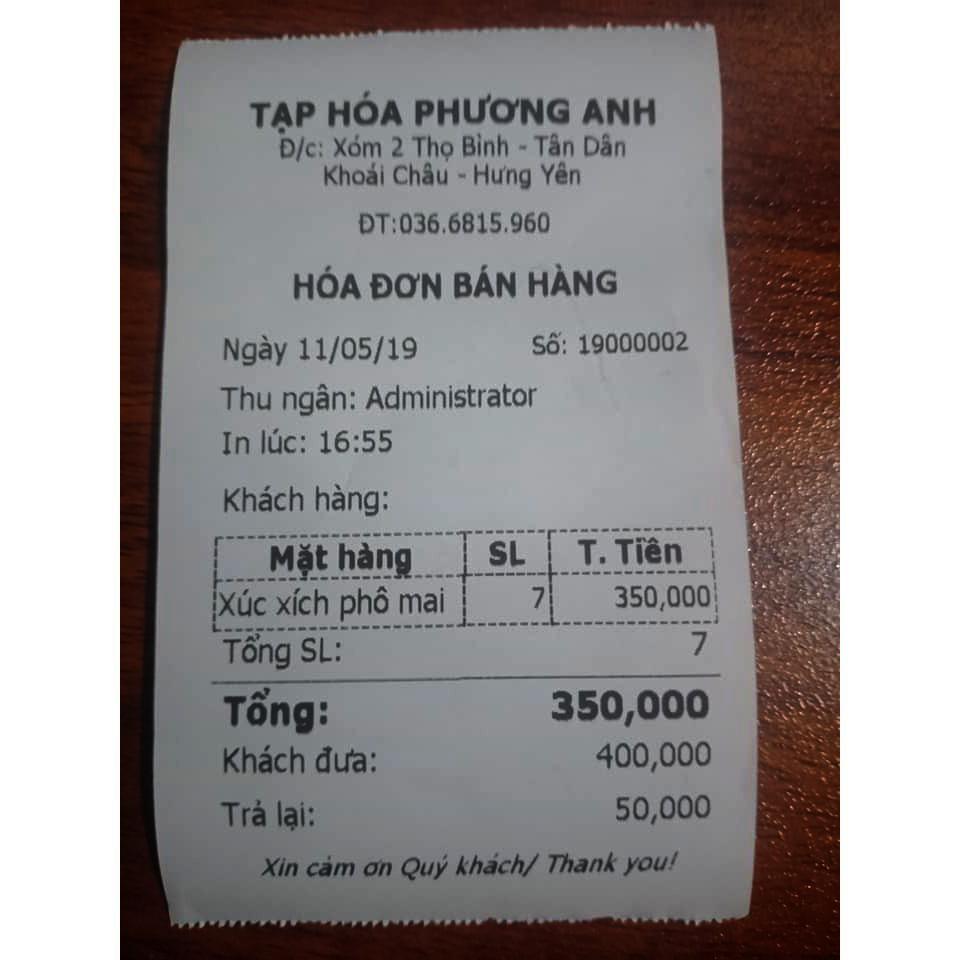 TẠP HÓA PHƯƠNG ANH
Đ/c: Xóm 2 Thọ Bình - Tân Dân
Khoái Châu - Hưng Yên
ĐT:036.6815.960
HÓA ĐƠN BÁN HÀNG
Ngày 11/05/19 Số: 19000002
Thu ngân: Administrator
In lúc: 16:55
Khách hàng:
Mặt hàng SL T. Tiền
Xúc xích phô mai 7 350,000
Tổng SL: 7
Tổng: 350,000
Khách đưa: 400,000
Trả lại: 50,000
Xin cảm ơn Quý khách/ Thank you!